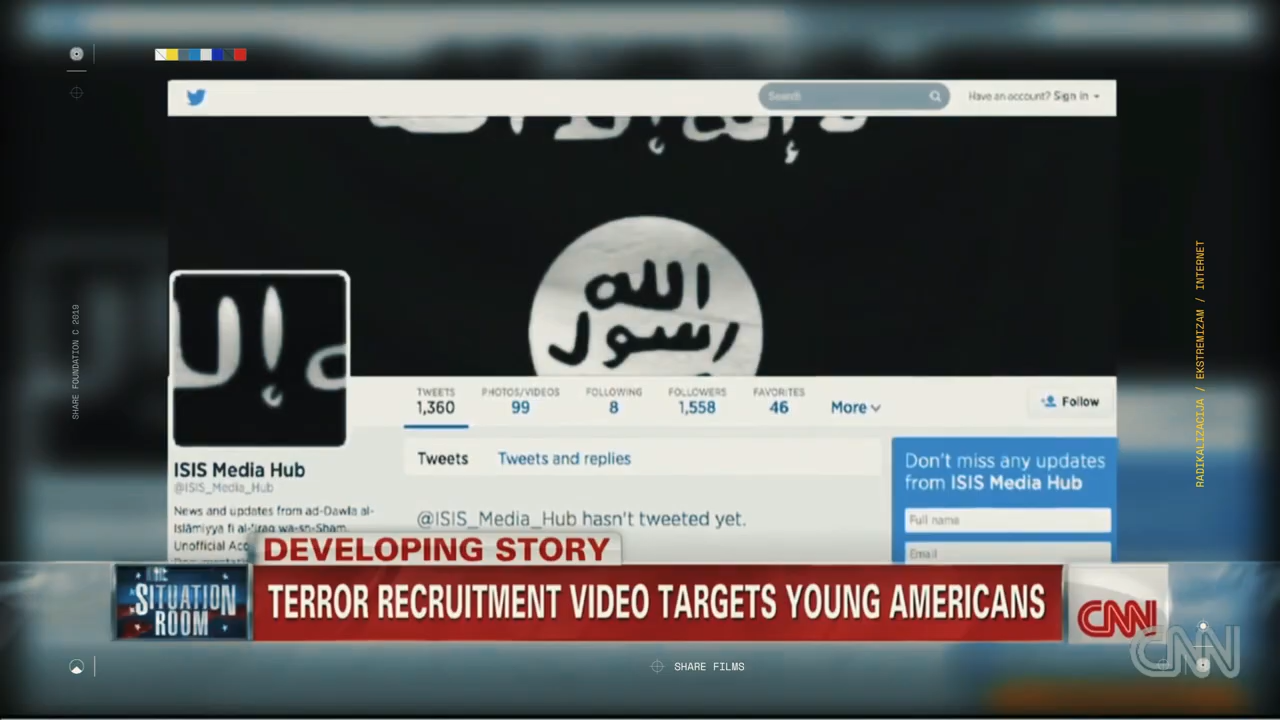 Search
Have an account? Sign in
الله
رسول
TWEETS
1,360
PHOTOS/VIDEOS
99
FOLLOWING
8
FOLLOWERS
1,558
FAVORITES
46
More
Follow
ISIS Media Hub
@ISIS_Media_Hub
News and updates from ad-Dawla al-
Islāmiyya fi al-'Iraq wa-sh-Sham.
Unofficial
Tweets
Tweets and replies
@ISIS_Media_Hub hasn't tweeted yet.
Don't miss any updates
from ISIS Media Hub
Full name
Email
DEVELOPING STORY
THE
SITUATION
ROOM
TERROR RECRUITMENT VIDEO TARGETS YOUNG AMERICANS
CNN
CNN
SHARE FILMS
SHARE FOUNDATION C 2019
RADIKALIZACIJA / EKSTREMIZAM / INTERNET